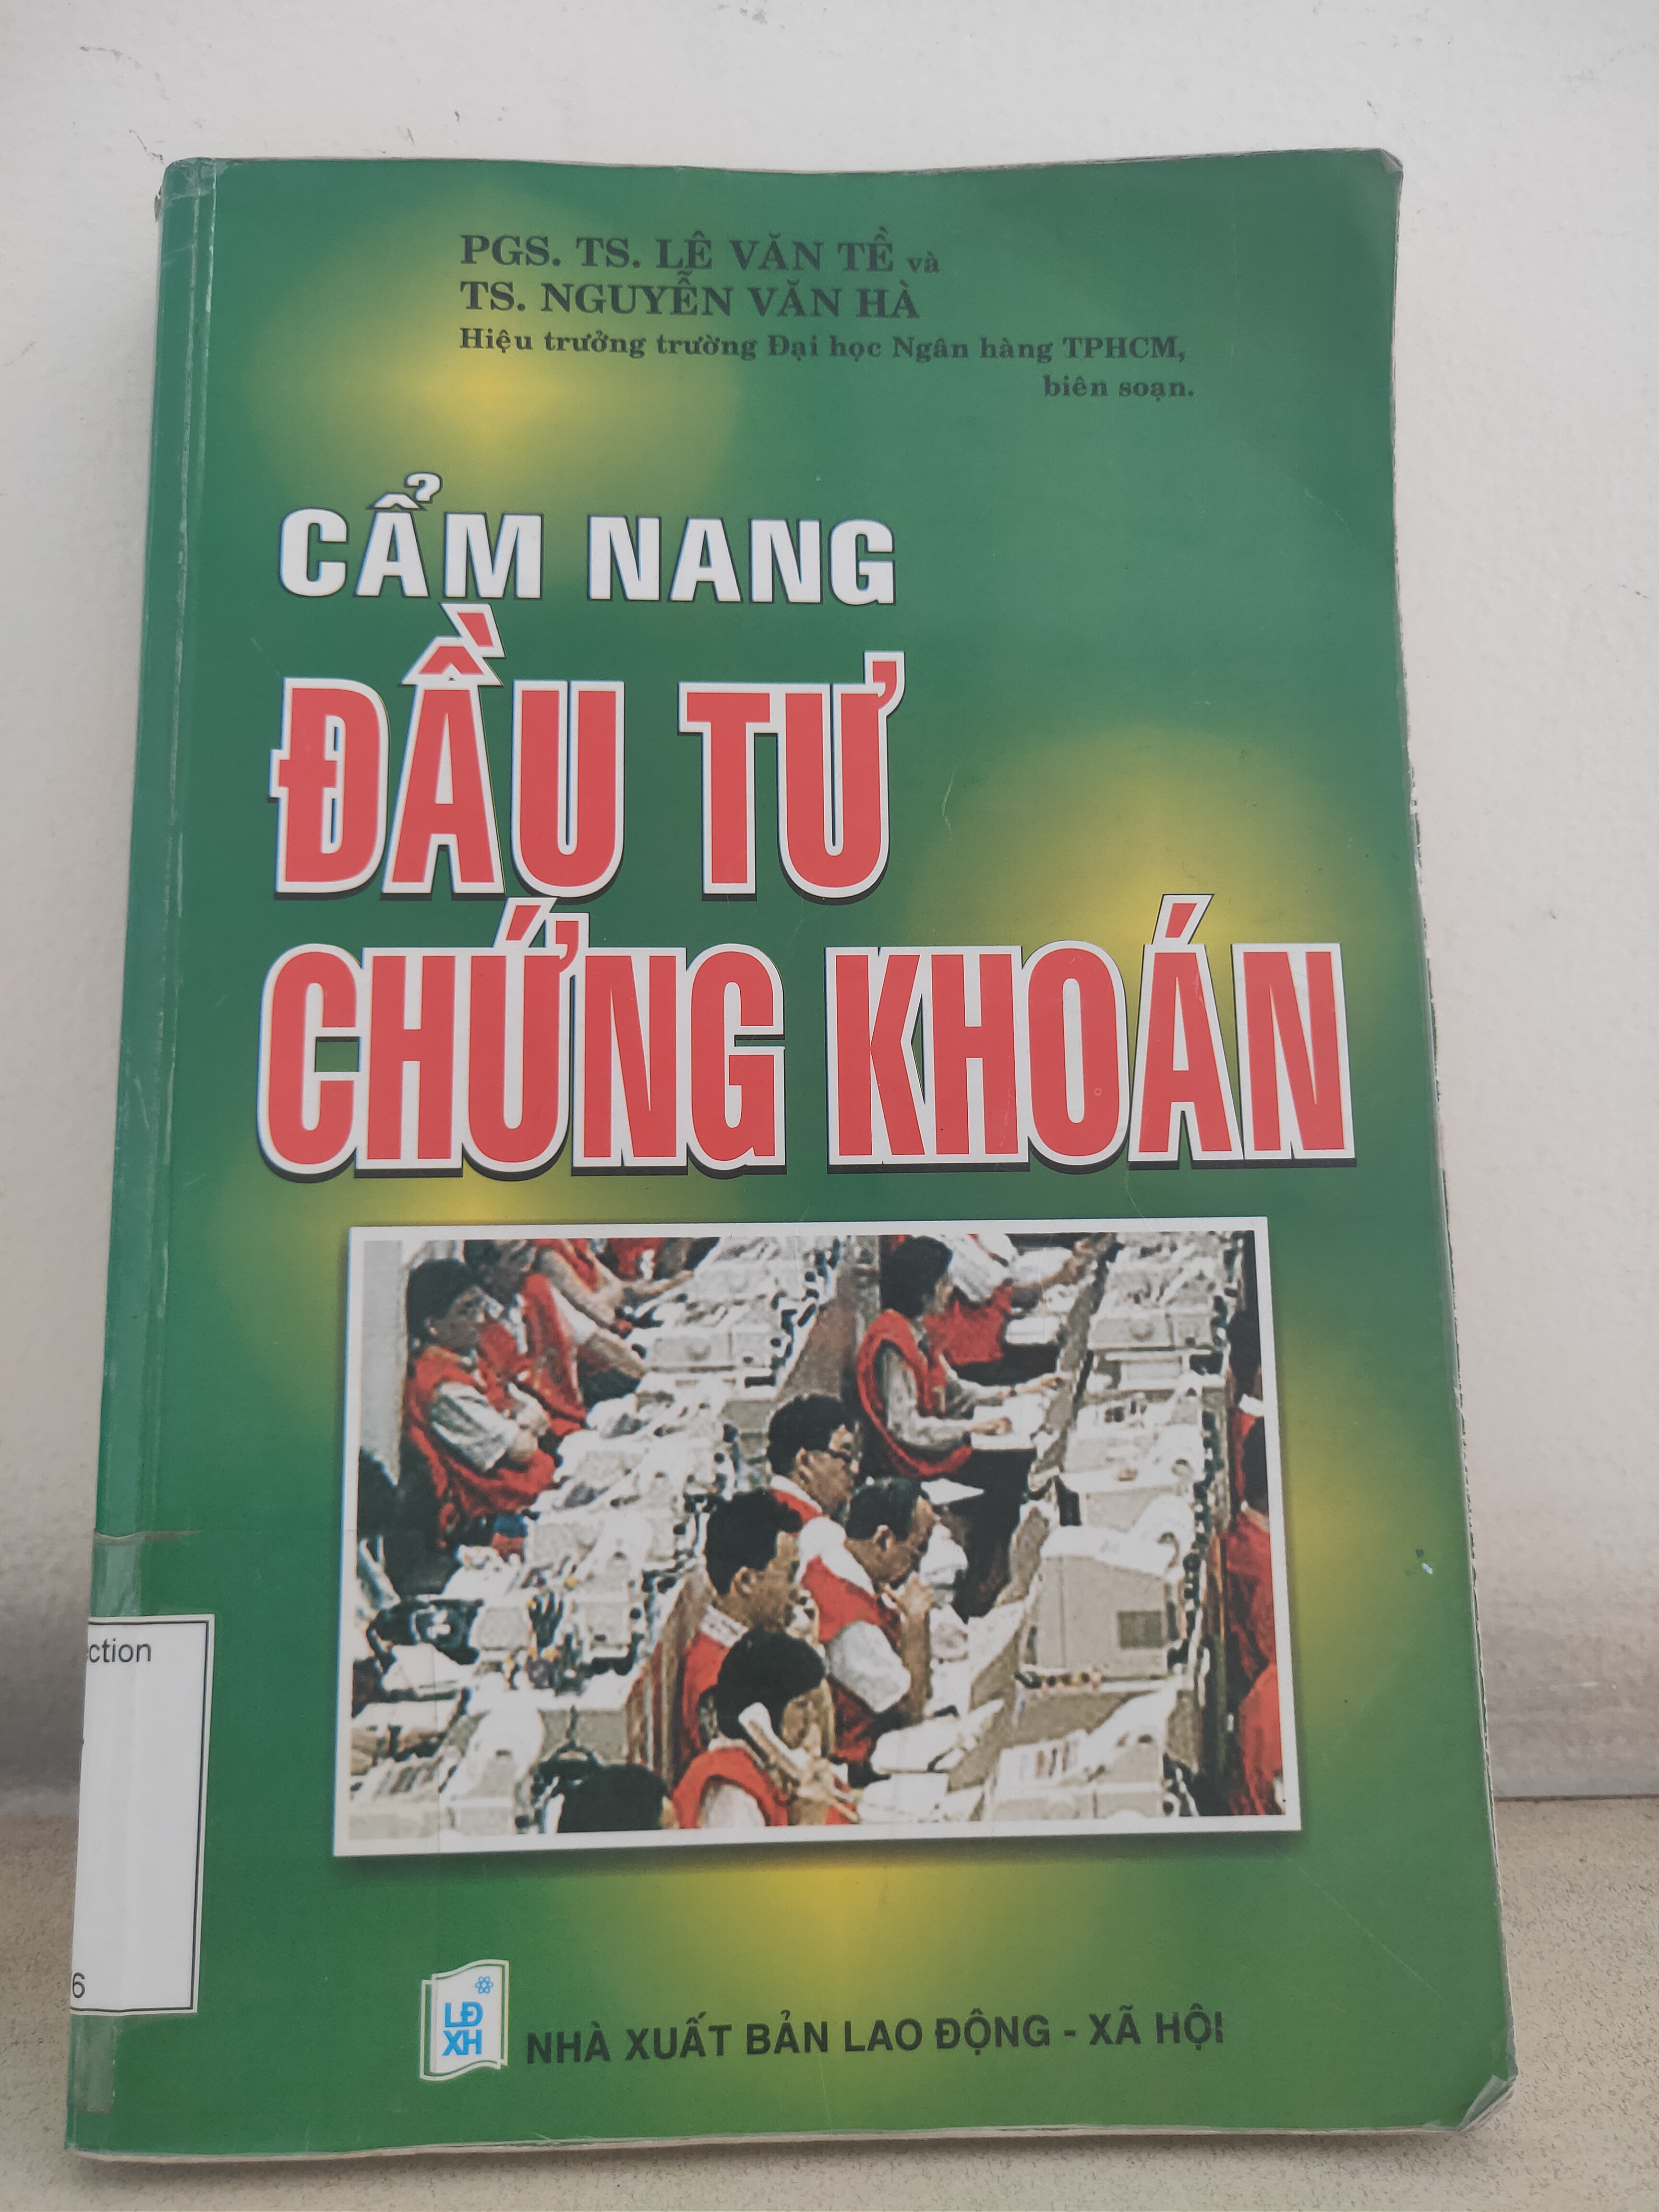 PGS. TS. LÊ VĂN TỀ và
TS. NGUYỄN VĂN HÀ
Hiệu trưởng trường Đại học Ngân hàng TPHCM,
biên soạn.
CẨM NANG
ĐẦU TƯ
CHỨNG KHOÁN
ction
6
LĐ
XH
NHÀ XUẤT BẢN LAO ĐỘNG - XÃ HỘI